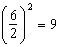 (6/2)² = 9